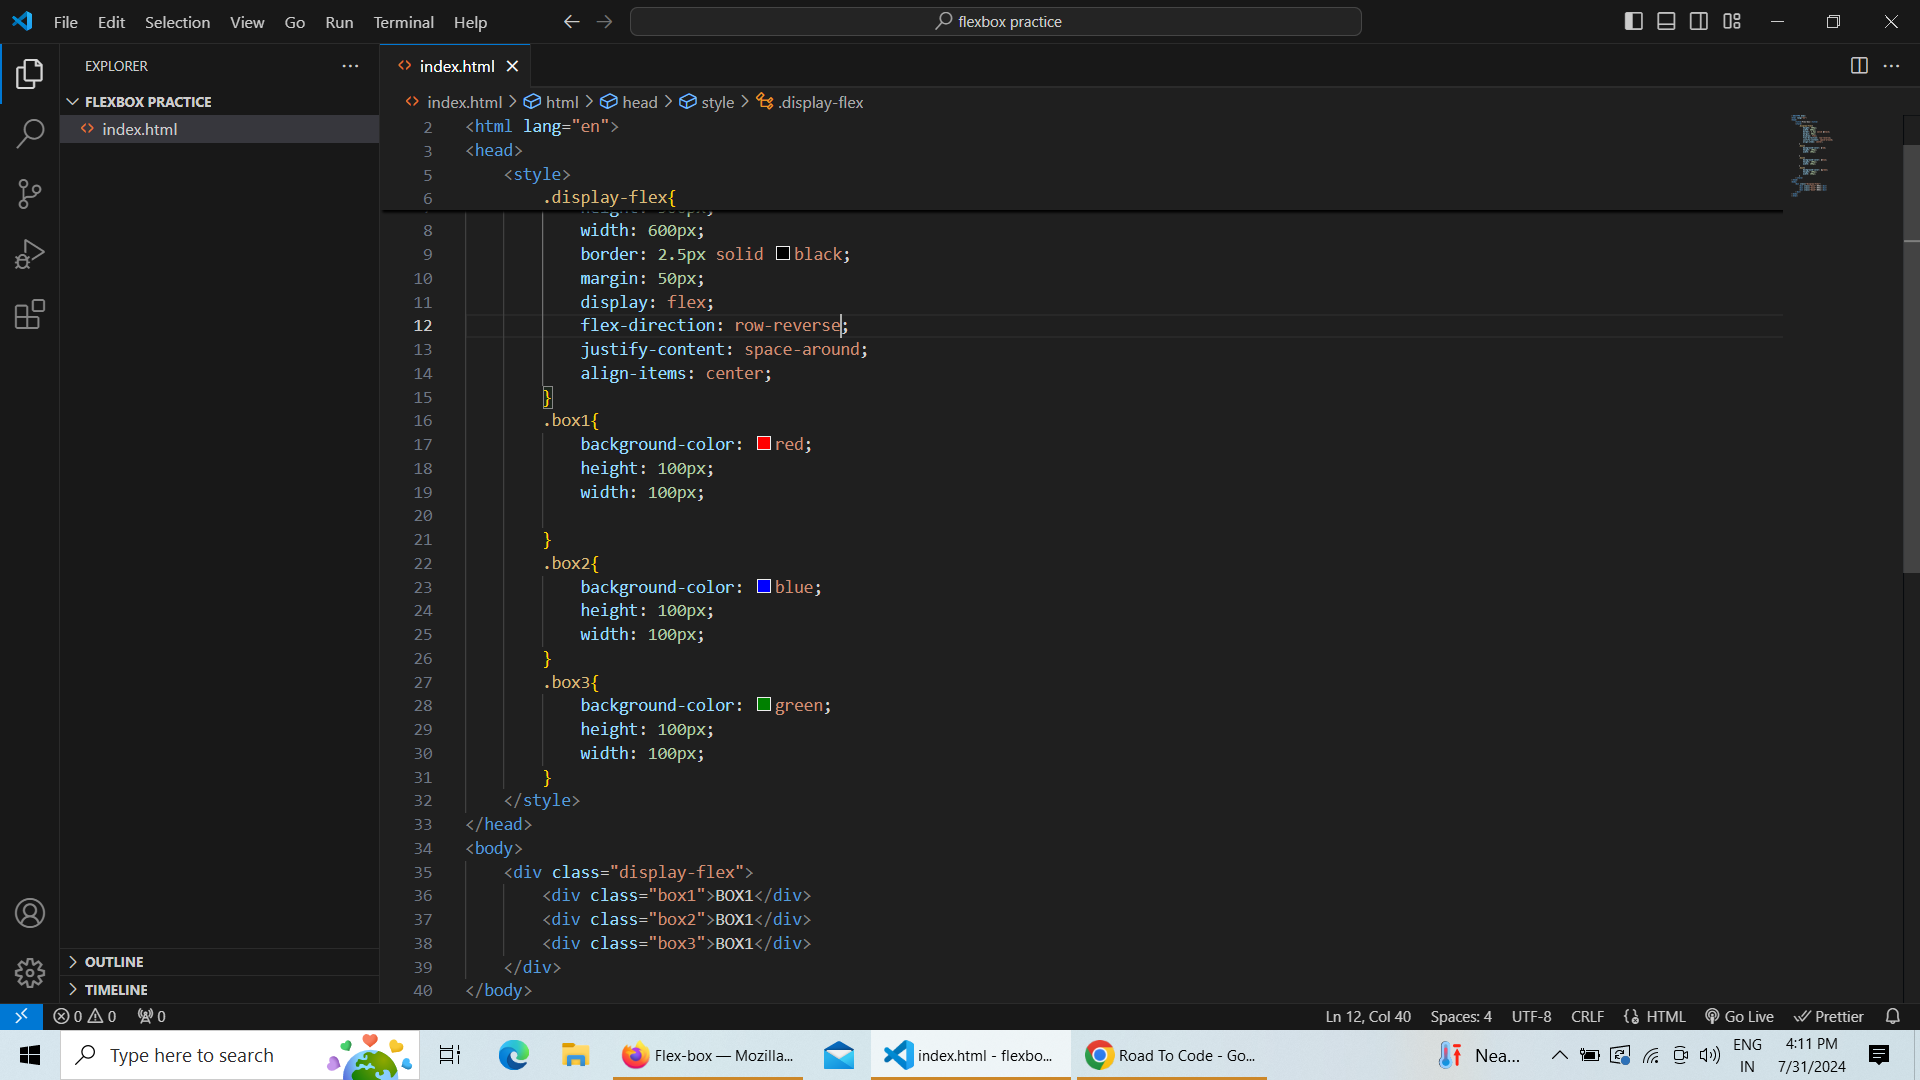 File Edit Selection View Go Run Terminal Help
flexbox practice
EXPLORER
FLEXBOX PRACTICE
index.html
OUTLINE
TIMELINE
index.html
index.html > html > head > style > .display-flex
2 <html lang="en">
3 <head>
5 <style>
6 .display-flex{
8 width: 600px;
9 border: 2.5px solid black;
10 margin: 50px;
11 display: flex;
12 flex-direction: row-reverse;
13 justify-content: space-around;
14 align-items: center;
15 }
16 .box1{
17 background-color: red;
18 height: 100px;
19 width: 100px;
20
21 }
22 .box2{
23 background-color: blue;
24 height: 100px;
25 width: 100px;
26 }
27 .box3{
28 background-color: green;
29 height: 100px;
30 width: 100px;
31 }
32 </style>
33 </head>
34 <body>
35 <div class="display-flex">
36 <div class="box1">BOX1</div>
37 <div class="box2">BOX1</div>
38 <div class="box3">BOX1</div>
39 </div>
40 </body>
0 0 0
Ln 12, Col 40 Spaces: 4 UTF-8 CRLF HTML Go Live Prettier
Type here to search
Flex-box — Mozilla...
index.html - flexbo...
Road To Code - Go...
Nea...
ENG
IN
4:11 PM
7/31/2024